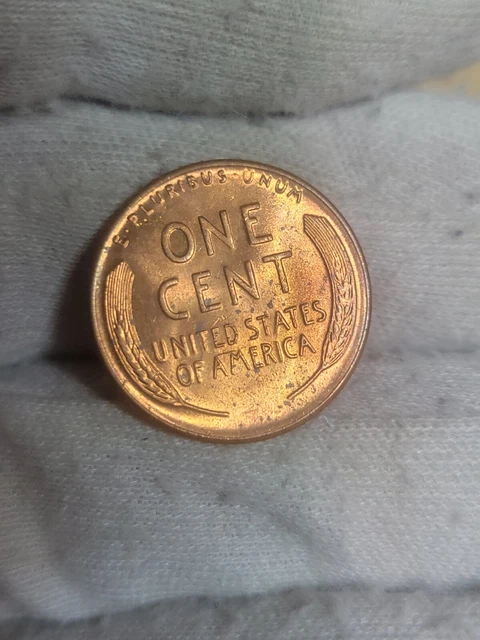 E·PLURIBUS·UNUM
ONE
CENT
UNITED STATES
OF AMERICA